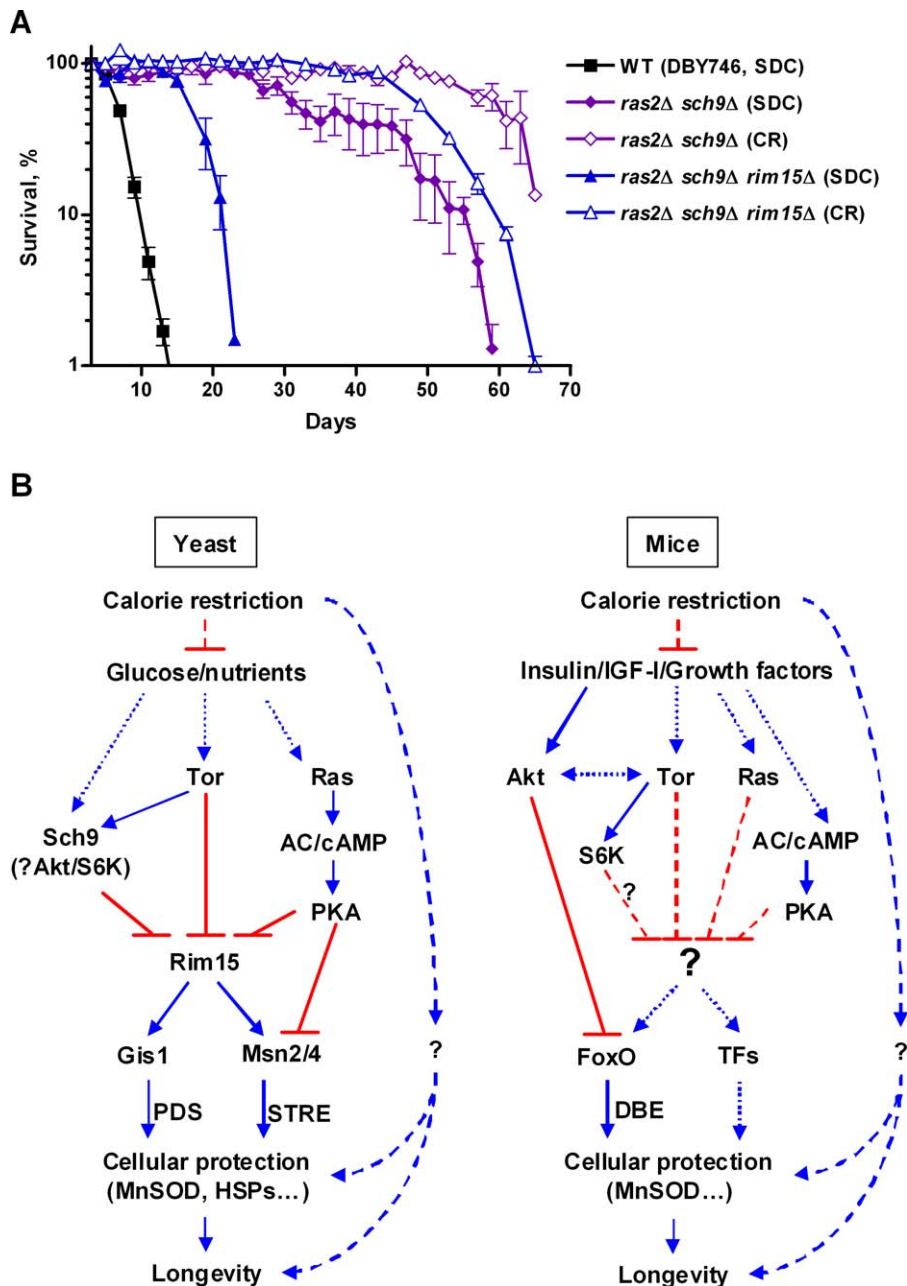 A
100
10
1
Survival, %
10 20 30 40 50 60 70
Days
WT (DBY746, SDC)
ras2Δ sch9Δ (SDC)
ras2Δ sch9Δ (CR)
ras2Δ sch9Δ rim15Δ (SDC)
ras2Δ sch9Δ rim15Δ (CR)
B
Yeast
Calorie restriction
Glucose/nutrients
Tor
Ras
Sch9
(?Akt/S6K)
AC/cAMP
PKA
Rim15
Gis1
Msn2/4
?
PDS
STRE
Cellular protection
(MnSOD, HSPs...)
Longevity
Mice
Calorie restriction
Insulin/IGF-I/Growth factors
Akt
Tor
Ras
S6K
AC/cAMP
?
PKA
?
FoxO
TFs
?
DBE
Cellular protection
(MnSOD...)
Longevity